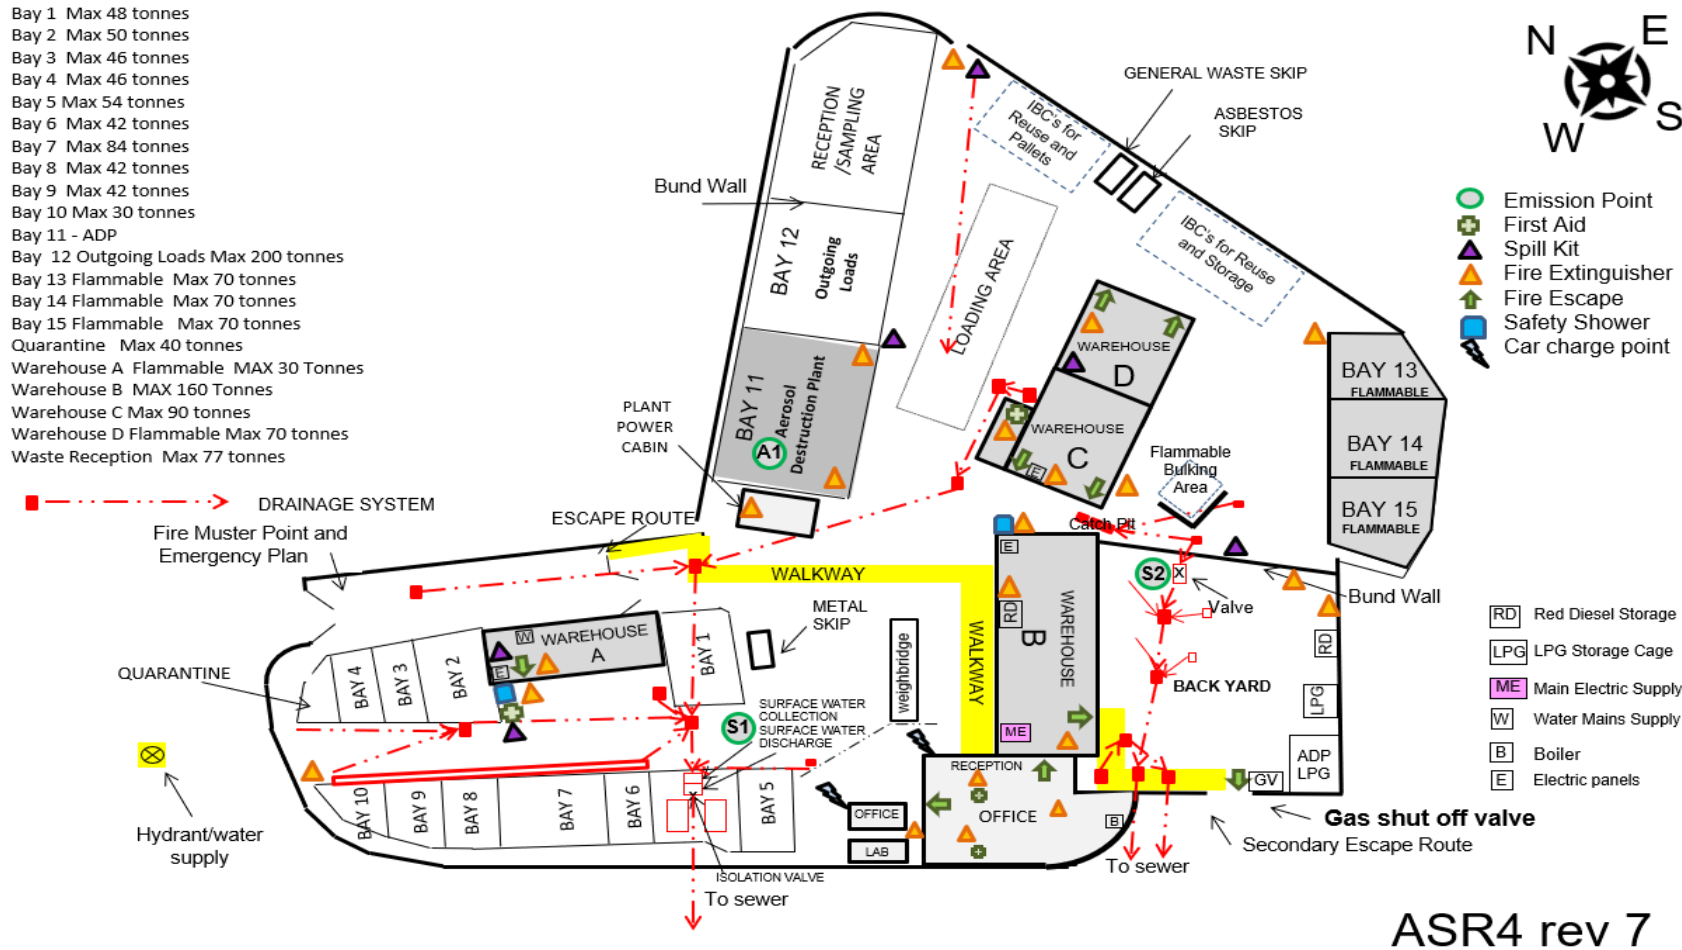 Bay 1 Max 48 tonnes
Bay 2 Max 50 tonnes
Bay 3 Max 46 tonnes
Bay 4 Max 46 tonnes
Bay 5 Max 54 tonnes
Bay 6 Max 42 tonnes
Bay 7 Max 84 tonnes
Bay 8 Max 42 tonnes
Bay 9 Max 42 tonnes
Bay 10 Max 30 tonnes
Bay 11 - ADP
Bay 12 Outgoing Loads Max 200 tonnes
Bay 13 Flammable Max 70 tonnes
Bay 14 Flammable Max 70 tonnes
Bay 15 Flammable Max 70 tonnes
Quarantine Max 40 tonnes
Warehouse A Flammable MAX 30 Tonnes
Warehouse B MAX 160 Tonnes
Warehouse C Max 90 tonnes
Warehouse D Flammable Max 70 tonnes
Waste Reception Max 77 tonnes
DRAINAGE SYSTEM
Fire Muster Point and
Emergency Plan
ESCAPE ROUTE
PLANT
POWER
CABIN
Bund Wall
RECEPTION
/SAMPLING
AREA
BAY 12
Outgoing
Loads
BAY 11
Aerosol
Destruction Plant
A1
LOADING AREA
IBC's for
Reuse and
Pallets
GENERAL WASTE SKIP
ASBESTOS
SKIP
IBC's for Reuse
and Storage
N
E
W
S
Emission Point
First Aid
Spill Kit
Fire Extinguisher
Fire Escape
Safety Shower
Car charge point
WAREHOUSE
D
WAREHOUSE
C
E
Flammable
Bulking
Area
Catch Pit
BAY 13
FLAMMABLE
BAY 14
FLAMMABLE
BAY 15
FLAMMABLE
WALKWAY
WALKWAY
METAL
SKIP
weighbridge
E
RD
WAREHOUSE
B
ME
S2
X
Valve
Bund Wall
BACK YARD
RD
LPG
ADP
LPG
GV
RD Red Diesel Storage
LPG LPG Storage Cage
ME Main Electric Supply
W Water Mains Supply
B Boiler
E Electric panels
QUARANTINE
BAY 4
BAY 3
BAY 2
W
WAREHOUSE
A
E
BAY 1
S1
SURFACE WATER
COLLECTION
SURFACE WATER
DISCHARGE
BAY 10
BAY 9
BAY 8
BAY 7
BAY 6
x
BAY 5
OFFICE
LAB
RECEPTION
OFFICE
B
Hydrant/water
supply
ISOLATION VALVE
To sewer
To sewer
Gas shut off valve
Secondary Escape Route
ASR4 rev 7